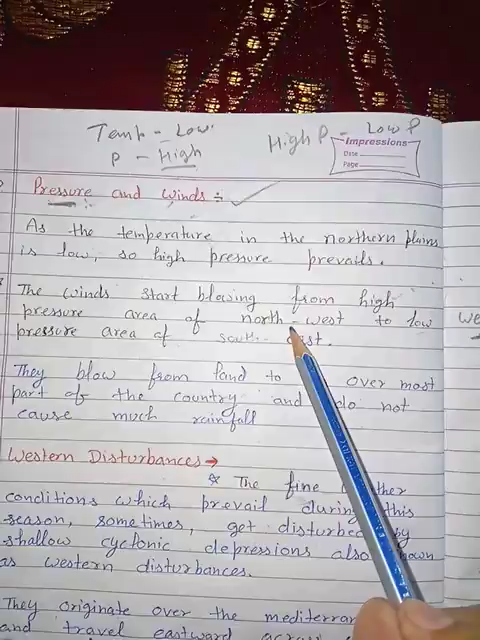 Temp - Low.
High P - Low P
P - High
Impressions
Date
Page
Pressure and winds :-
As the temperature in the northern plains
is low, so high pressure prevails.
The winds start blowing from high
pressure area of north-west to low
pressure area of south-
They blow from land to over most
part of the country and do not
cause much rainfall
Western Disturbances →
The fine
conditions which prevail during this
season, sometimes, get disturbed by
shallow cyclonic depressions also
as western disturbances.
They originate over the
and travel eastward across